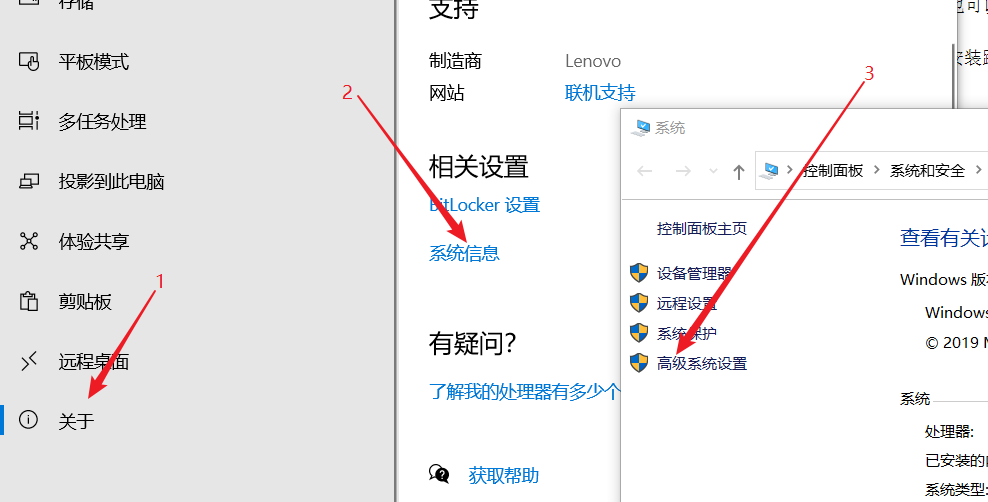 存储
平板模式
多任务处理
投影到此电脑
体验共享
剪贴板
1
远程桌面
关于
支持
制造商 Lenovo
网站 联机支持
2
相关设置
BitLocker 设置
系统信息
有疑问?
了解我的处理器有多少个
获取帮助
3
系统
控制面板 系统和安全
控制面板主页
设备管理器
远程设置
系统保护
高级系统设置
查看有关
Windows 版本
Windows
© 2019 M
系统
处理器:
已安装的
系统类型:
也可
安装